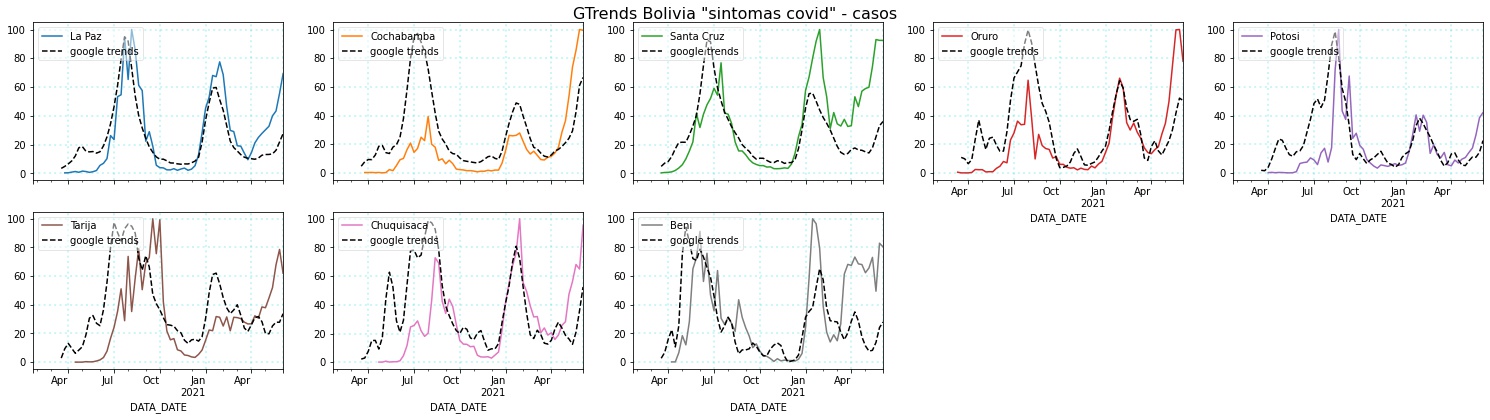 GTrends Bolivia "sintomas covid" - casos
100
80
60
40
20
0
La Paz
google trends
100
80
60
40
20
0
Cochabamba
google trends
100
80
60
40
20
0
Santa Cruz
google trends
100
80
60
40
20
0
Oruro
google trends
Apr Jul Oct Jan Apr
2021
DATA_DATE
100
80
60
40
20
0
Potosi
google trends
Apr Jul Oct Jan Apr
2021
DATA_DATE
100
80
60
40
20
0
Tarija
google trends
Apr Jul Oct Jan Apr
2021
DATA_DATE
100
80
60
40
20
0
Chuquisaca
google trends
Apr Jul Oct Jan Apr
2021
DATA_DATE
100
80
60
40
20
0
Beni
google trends
Apr Jul Oct Jan Apr
2021
DATA_DATE